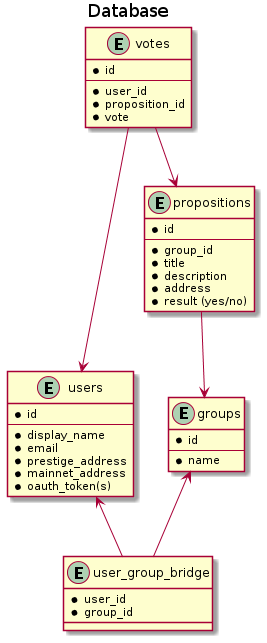 Database
E votes
id
user_id
proposition_id
vote
E propositions
id
group_id
title
description
address
result (yes/no)
E users
id
display_name
email
prestige_address
mainnet_address
oauth_token(s)
E groups
id
name
E user_group_bridge
user_id
group_id